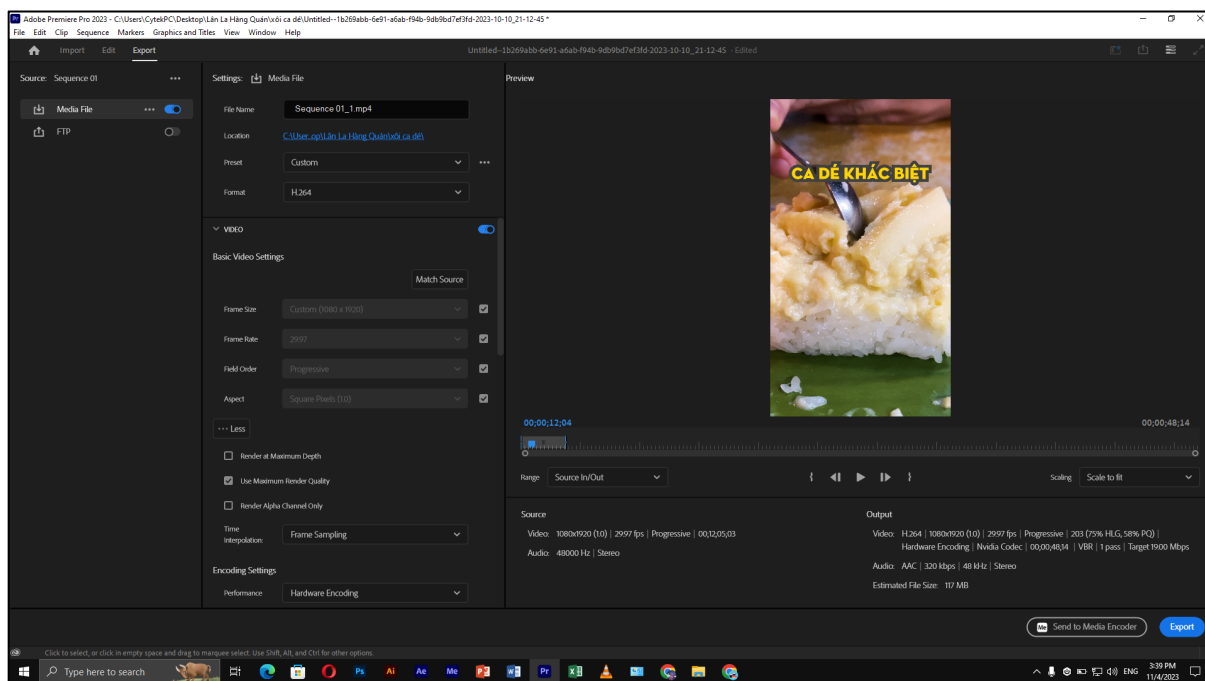 Pr Adobe Premiere Pro 2023 - C:\Users\CytekPC\Desktop\Lân La Hàng Quán\xôi ca dé\Untitled--1b269abb-6e91-a6ab-f94b-9db9bd7ef3fd-2023-10-10_21-12-45 *
File Edit Clip Sequence Markers Graphics and Titles View Window Help
Import Edit Export
Untitled--1b269abb-6e91-a6ab-f94b-9db9bd7ef3fd-2023-10-10_21-12-45 - Edited
Source: Sequence 01 ···
Media File ···
FTP
Settings: Media File
File Name Sequence 01_1.mp4
Location C:\User..op\Lân La Hàng Quán\xôi ca dé\
Preset Custom ···
Format H.264
VIDEO
Basic Video Settings
Match Source
Frame Size Custom (1080 x 1920)
Frame Rate 29.97
Field Order Progressive
Aspect Square Pixels (1.0)
··· Less
Render at Maximum Depth
Use Maximum Render Quality
Render Alpha Channel Only
Time
Interpolation: Frame Sampling
Encoding Settings
Performance Hardware Encoding
Preview
CA DÉ KHÁC BIỆT
00;00;12;04 00;00;48;14
Range Source In/Out Scaling Scale to fit
Source
Video: 1080x1920 (1.0) | 29.97 fps | Progressive | 00;12;05;03
Audio: 48000 Hz | Stereo
Output
Video: H.264 | 1080x1920 (1.0) | 29.97 fps | Progressive | 203 (75% HLG, 58% PQ) |
Hardware Encoding | Nvidia Codec | 00;00;48;14 | VBR | 1 pass | Target 19.00 Mbps
Audio: AAC | 320 kbps | 48 kHz | Stereo
Estimated File Size: 117 MB
Me Send to Media Encoder Export
Click to select, or click in empty space and drag to marquee select. Use Shift, Alt, and Ctrl for other options.
Type here to search Ps Ai Ae Me Pr ENG
3:39 PM
11/4/2023